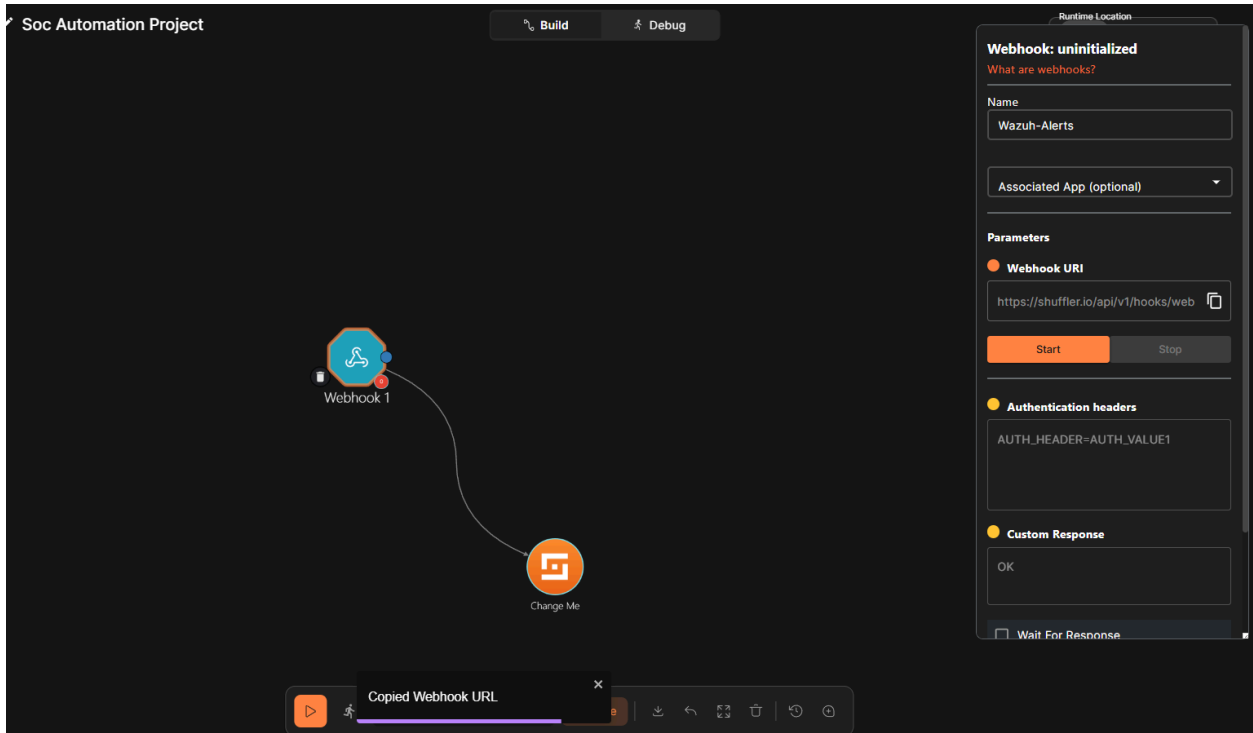 Soc Automation Project
Build
Debug
Runtime Location
Webhook: uninitialized
What are webhooks?
Name
Wazuh-Alerts
Associated App (optional)
Parameters
Webhook URI
https://shuffler.io/api/v1/hooks/web
Start
Stop
Authentication headers
AUTH_HEADER=AUTH_VALUE1
Custom Response
OK
Wait For Response
Webhook 1
Change Me
Copied Webhook URL